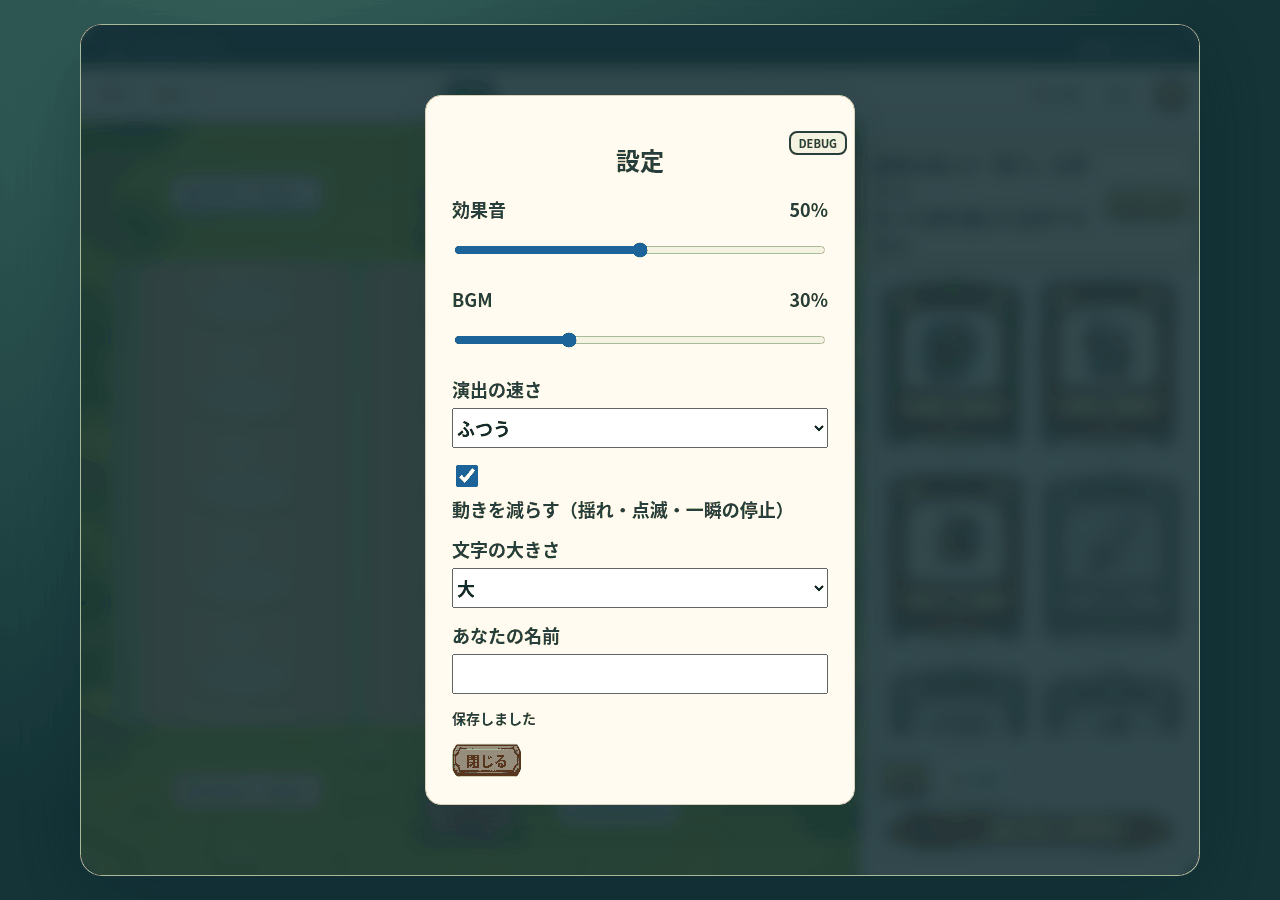 DEBUG
設定
効果音 50%
BGM 30%
演出の速さ
ふつう
動きを減らす（揺れ・点滅・一瞬の停止）
文字の大きさ
大
あなたの名前
保存しました
閉じる